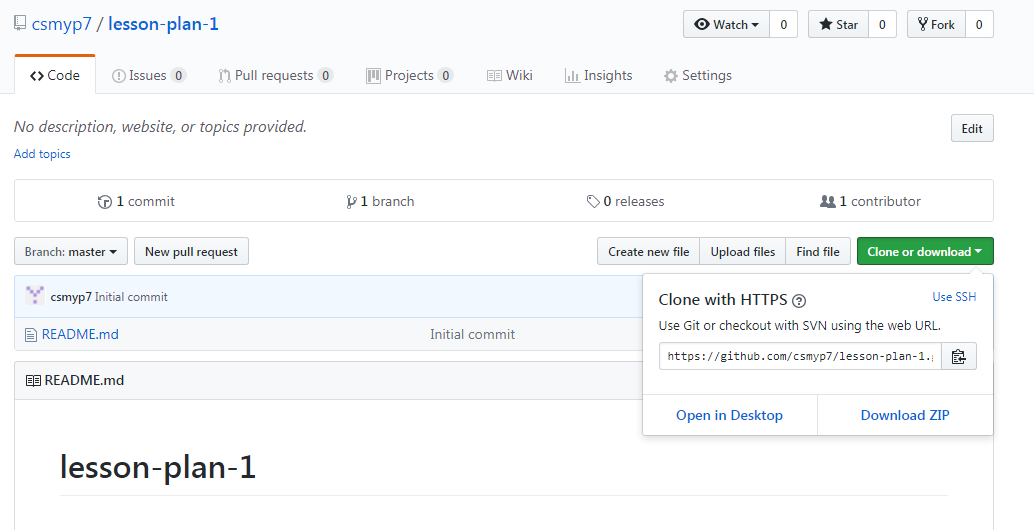 csmyp7 / lesson-plan-1 Watch 0 Star 0 Fork 0
Code Issues 0 Pull requests 0 Projects 0 Wiki Insights Settings
No description, website, or topics provided. Edit
Add topics
1 commit 1 branch 0 releases 1 contributor
Branch: master New pull request Create new file Upload files Find file Clone or download
csmyp7 Initial commit
README.md Initial commit
Clone with HTTPS ? Use SSH
Use Git or checkout with SVN using the web URL.
https://github.com/csmyp7/lesson-plan-1.g
Open in Desktop Download ZIP
README.md
lesson-plan-1